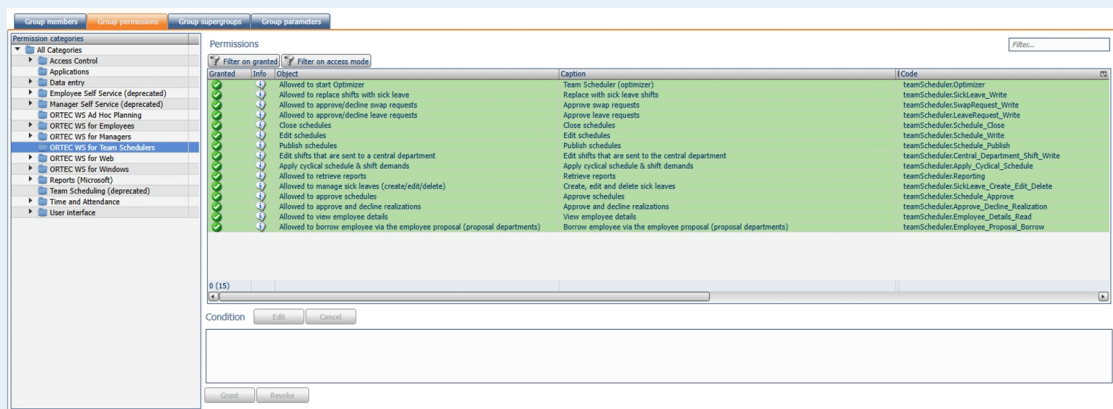 Group members Group permissions Group supergroups Group parameters
Permission categories
All Categories
Access Control
Applications
Data entry
Employee Self Service (deprecated)
Manager Self Service (deprecated)
ORTEC WS Ad Hoc Planning
ORTEC WS for Employees
ORTEC WS for Managers
ORTEC WS for Team Schedulers
ORTEC WS for Web
ORTEC WS for Windows
Reports (Microsoft)
Team Scheduling (deprecated)
Time and Attendance
User interface
Permissions Filter...
Filter on granted Filter on access mode
Granted Info Object Caption Code
Allowed to start Optimizer Team Scheduler (optimizer) teamScheduler.Optimizer
Allowed to replace shifts with sick leave Replace with sick leave shifts teamScheduler.SickLeave_Write
Allowed to approve/decline swap requests Approve swap requests teamScheduler.SwapRequest_Write
Allowed to approve/decline leave requests Approve leave requests teamScheduler.LeaveRequest_Write
Close schedules Close schedules teamScheduler.Schedule_Close
Edit schedules Edit schedules teamScheduler.Schedule_Write
Publish schedules Publish schedules teamScheduler.Schedule_Publish
Edit shifts that are sent to a central department Edit shifts that are sent to the central department teamScheduler.Central_Department_Shift_Write
Apply cyclical schedule & shift demands Apply cyclical schedule & shift demands teamScheduler.Apply_Cyclical_Schedule
Allowed to retrieve reports Retrieve reports teamScheduler.Reporting
Allowed to manage sick leaves (create/edit/delete) Create, edit and delete sick leaves teamScheduler.SickLeave_Create_Edit_Delete
Allowed to approve schedules Approve schedules teamScheduler.Schedule_Approve
Allowed to approve and decline realizations Approve and decline realizations teamScheduler.Approve_Decline_Realization
Allowed to view employee details View employee details teamScheduler.Employee_Details_Read
Allowed to borrow employee via the employee proposal (proposal departments) Borrow employee via the employee proposal (proposal departments) teamScheduler.Employee_Proposal_Borrow
0 (15)
Condition Edit Cancel
Grant Revoke